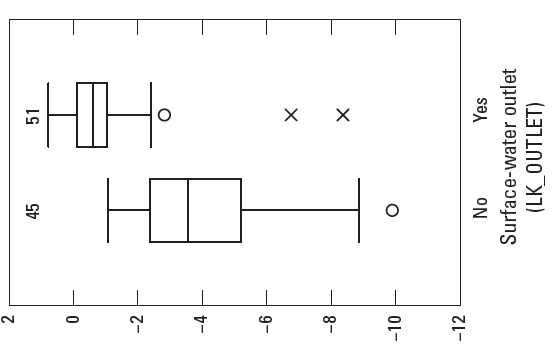 51
45
Yes
No
Surface-water outlet
(LK_OUTLET)
2
0
–2
–4
–6
–8
–10
–12